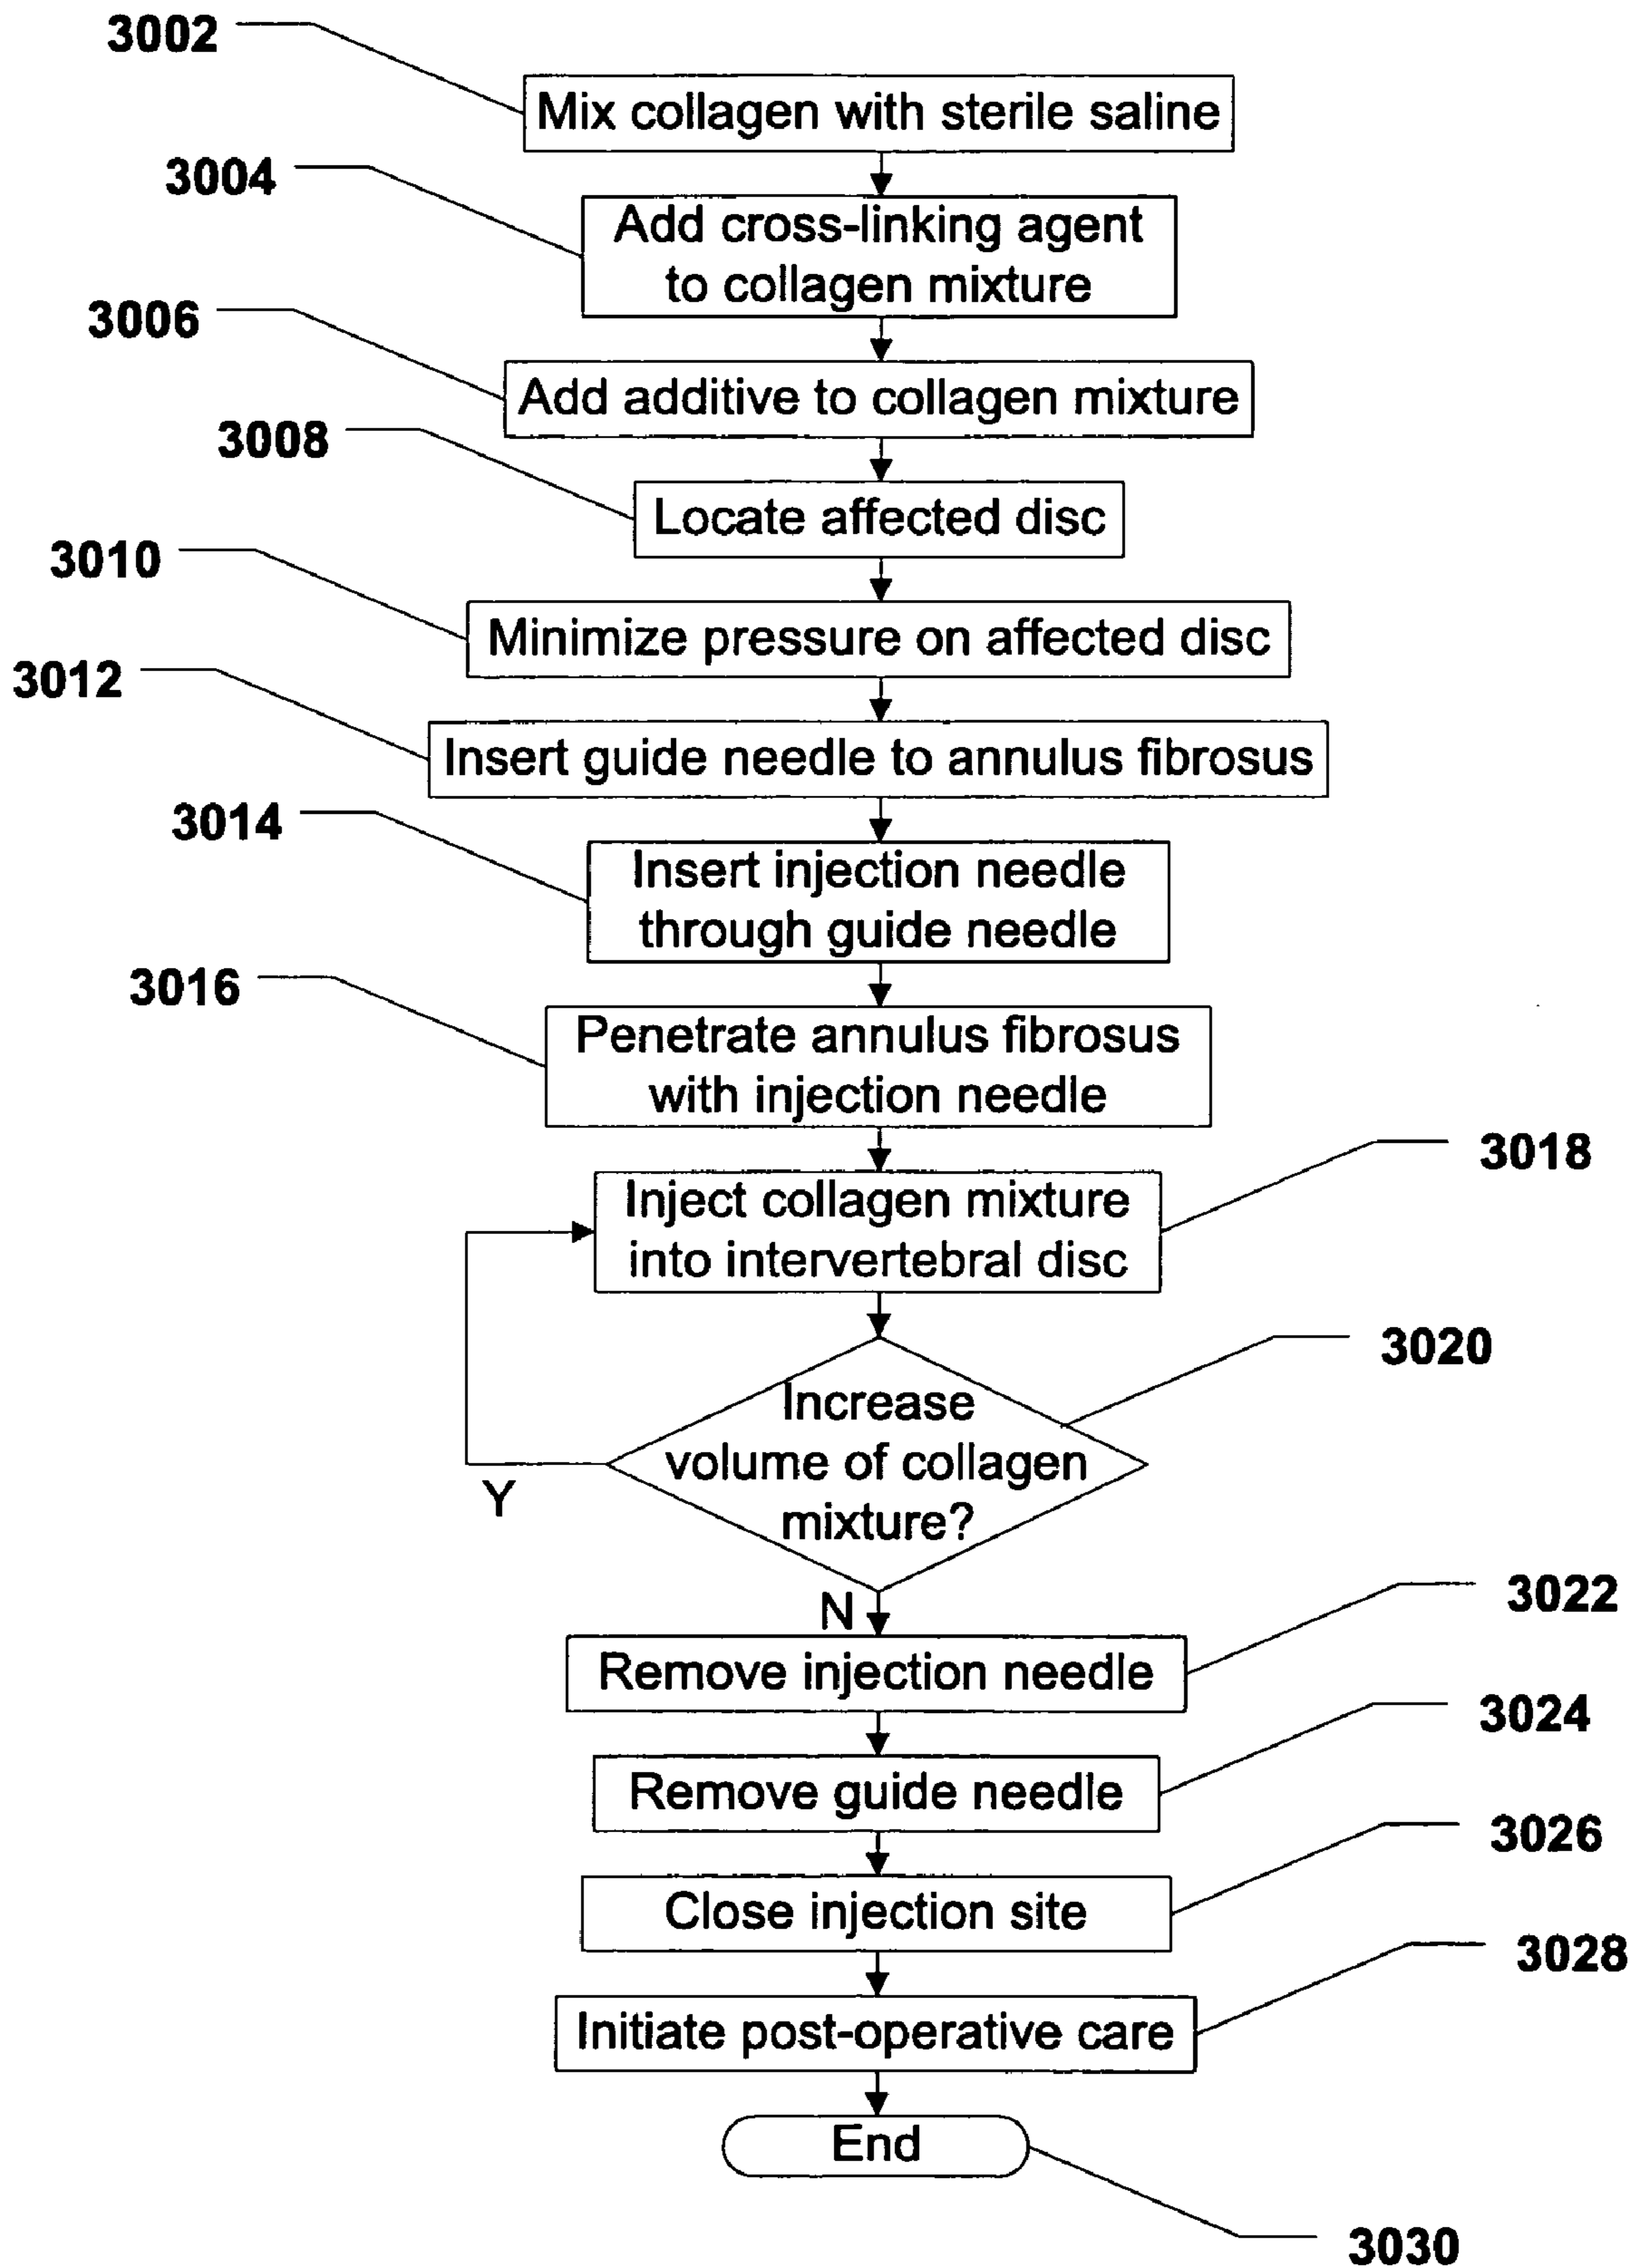 3002
Mix collagen with sterile saline
3004
Add cross-linking agent
to collagen mixture
3006
Add additive to collagen mixture
3008
Locate affected disc
3010
Minimize pressure on affected disc
3012
Insert guide needle to annulus fibrosus
3014
Insert injection needle
through guide needle
3016
Penetrate annulus fibrosus
with injection needle
3018
Inject collagen mixture
into intervertebral disc
3020
Increase
volume of collagen
mixture?
Y
N
3022
Remove injection needle
3024
Remove guide needle
3026
Close injection site
3028
Initiate post-operative care
End
3030